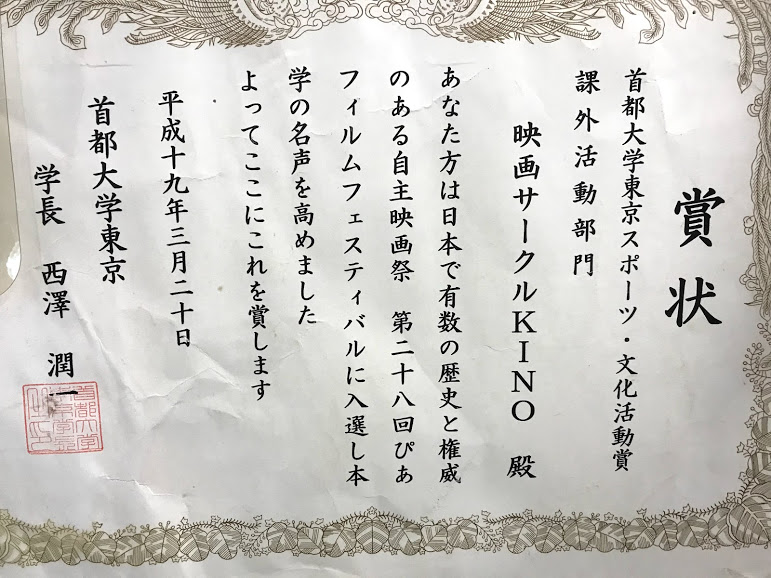 賞状
首都大学東京スポーツ・文化活動賞
課外活動部門
映画サークルKINO 殿
あなた方は日本で有数の歴史と権威
のある自主映画祭 第二十八回ぴあ
フィルムフェスティバルに入選し本
学の名声を高めました
よってここにこれを賞します
平成十九年三月二十日
首都大学東京
学長 西澤 潤一